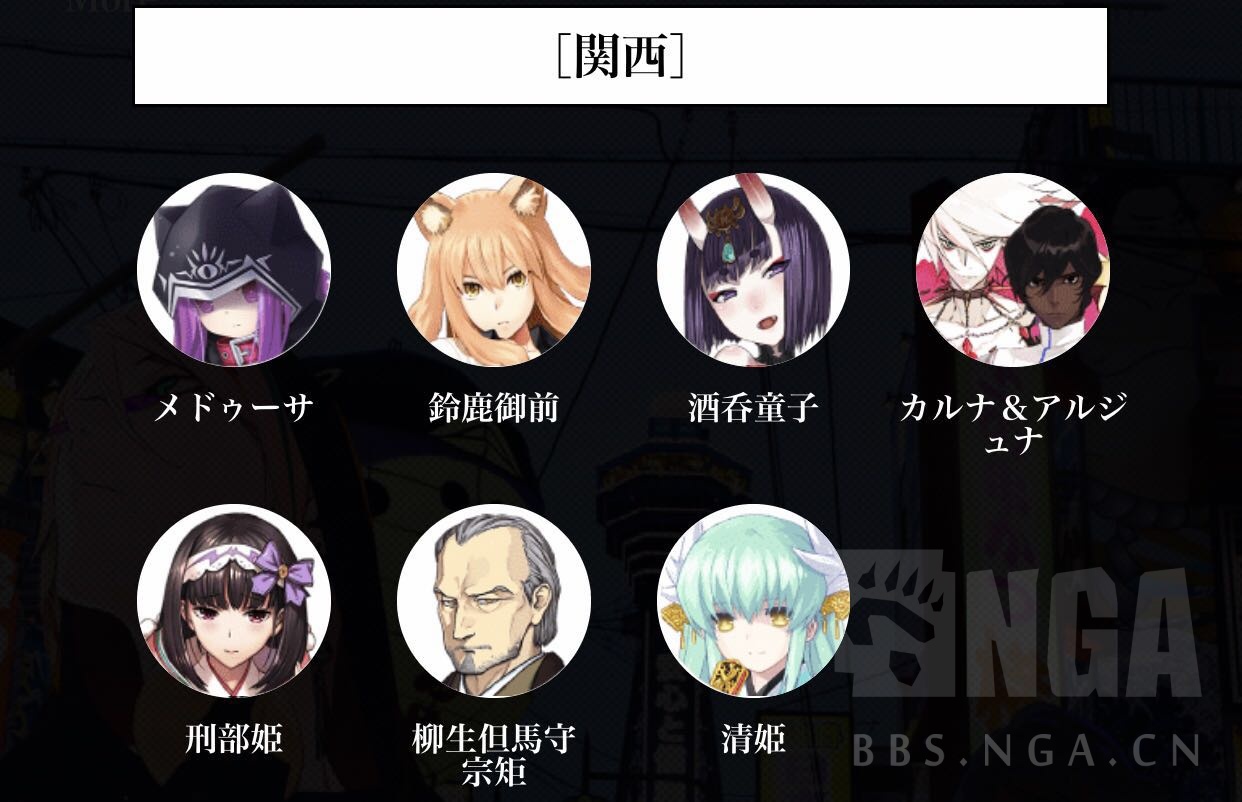 [関西]
メドゥーサ
鈴鹿御前
酒呑童子
カルナ＆アルジ
ュナ
刑部姫
柳生但馬守
宗矩
清姫
NGA
BBS.NGA.CN